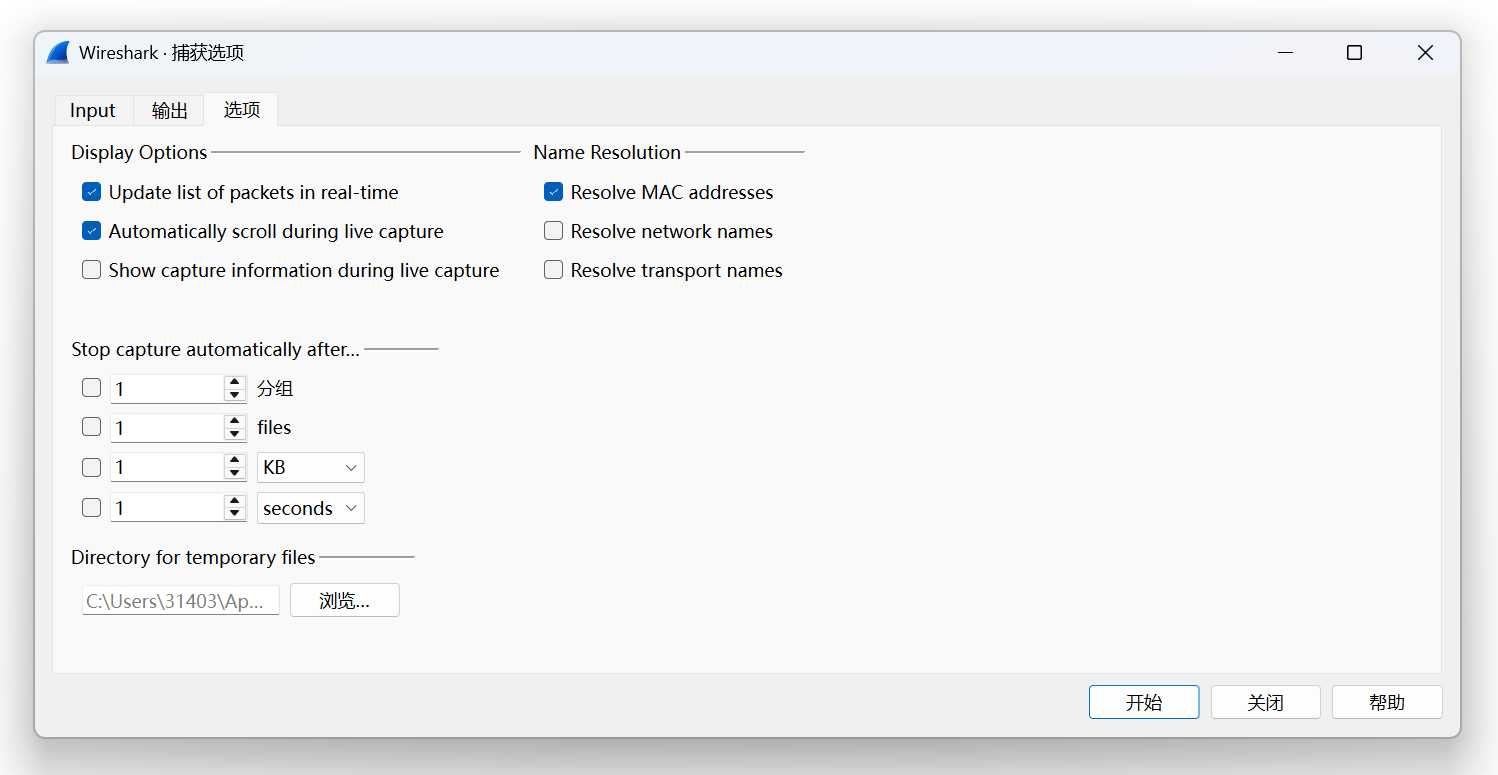 Wireshark · 捕获选项
Input 输出 选项
Display Options
Update list of packets in real-time
Automatically scroll during live capture
Show capture information during live capture
Name Resolution
Resolve MAC addresses
Resolve network names
Resolve transport names
Stop capture automatically after...
1 分组
1 files
1 KB
1 seconds
Directory for temporary files
C:\Users\31403\Ap... 浏览...
开始 关闭 帮助